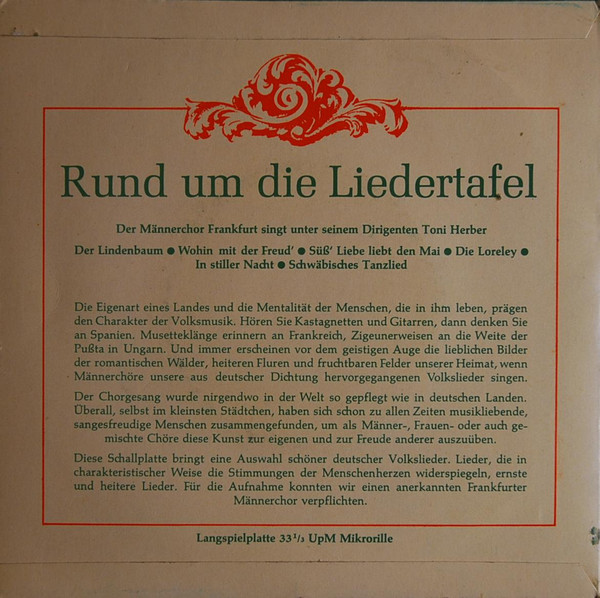 Rund um die Liedertafel
Der Männerchor Frankfurt singt unter seinem Dirigenten Toni Herber
Der Lindenbaum ● Wohin mit der Freud' ● Süß' Liebe liebt den Mai ● Die Loreley ●
In stiller Nacht ● Schwäbisches Tanzlied
Die Eigenart eines Landes und die Mentalität der Menschen, die in ihm leben, prägen
den Charakter der Volksmusik. Hören Sie Kastagnetten und Gitarren, dann denken Sie
an Spanien. Musetteklänge erinnern an Frankreich, Zigeunerweisen an die Weite der
Pußta in Ungarn. Und immer erscheinen vor dem geistigen Auge die lieblichen Bilder
der romantischen Wälder, heiteren Fluren und fruchtbaren Felder unserer Heimat, wenn
Männerchöre unsere aus deutscher Dichtung hervorgegangenen Volkslieder singen.
Der Chorgesang wurde nirgendwo in der Welt so gepflegt wie in deutschen Landen.
Überall, selbst im kleinsten Städtchen, haben sich schon zu allen Zeiten musikliebende,
sangesfreudige Menschen zusammengefunden, um als Männer-, Frauen- oder auch ge-
mischte Chöre diese Kunst zur eigenen und zur Freude anderer auszuüben.
Diese Schallplatte bringt eine Auswahl schöner deutscher Volkslieder. Lieder, die in
charakteristischer Weise die Stimmungen der Menschenherzen widerspiegeln, ernste
und heitere Lieder. Für die Aufnahme konnten wir einen anerkannten Frankfurter
Männerchor verpflichten.
Langspielplatte 33 1/3 UpM Mikrorille